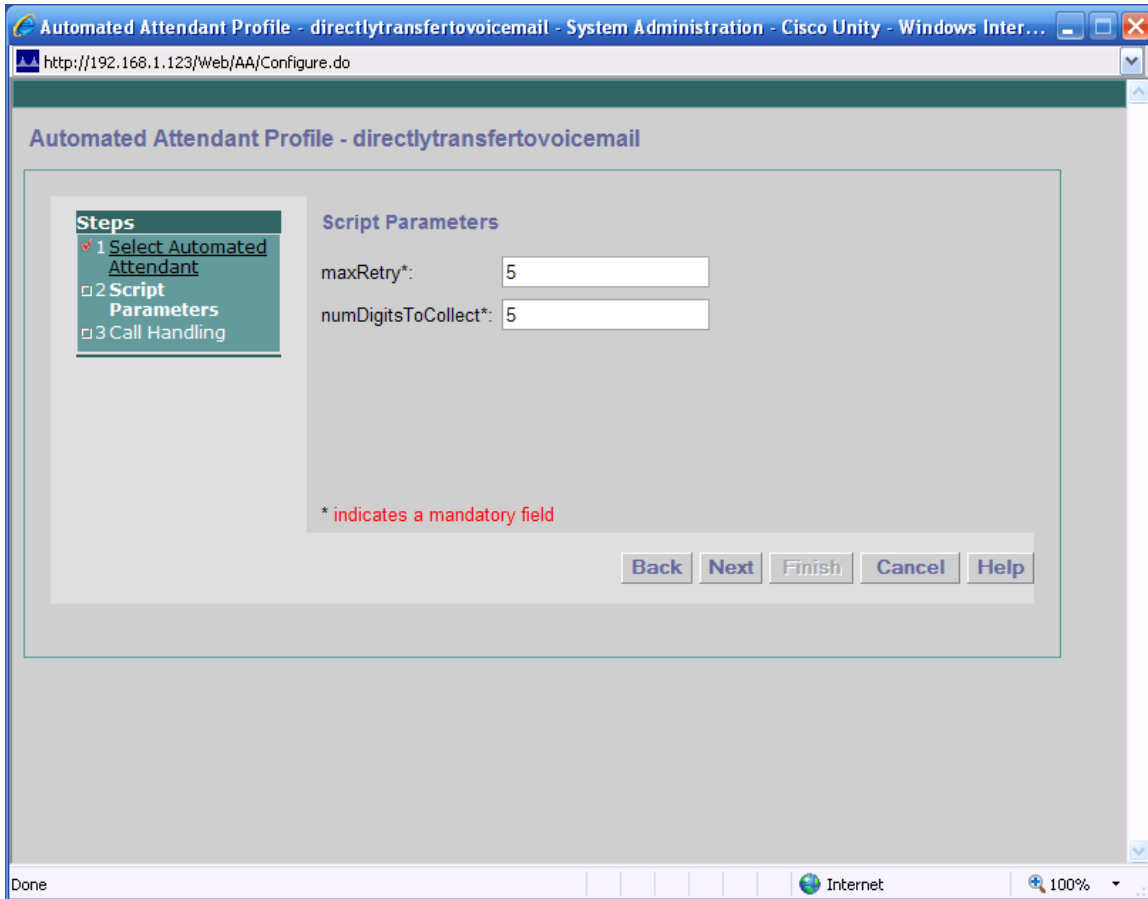 Automated Attendant Profile - directlytransfertovoicemail - System Administration - Cisco Unity - Windows Inter...
http://192.168.1.123/Web/AA/Configure.do
Automated Attendant Profile - directlytransfertovoicemail
Steps
1 Select Automated
Attendant
2 Script
Parameters
3 Call Handling
Script Parameters
maxRetry*: 5
numDigitsToCollect*: 5
* indicates a mandatory field
Back Next Finish Cancel Help
Done Internet 100%